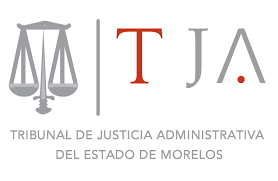 TJA
TRIBUNAL DE JUSTICIA ADMINISTRATIVA
DEL ESTADO DE MORELOS